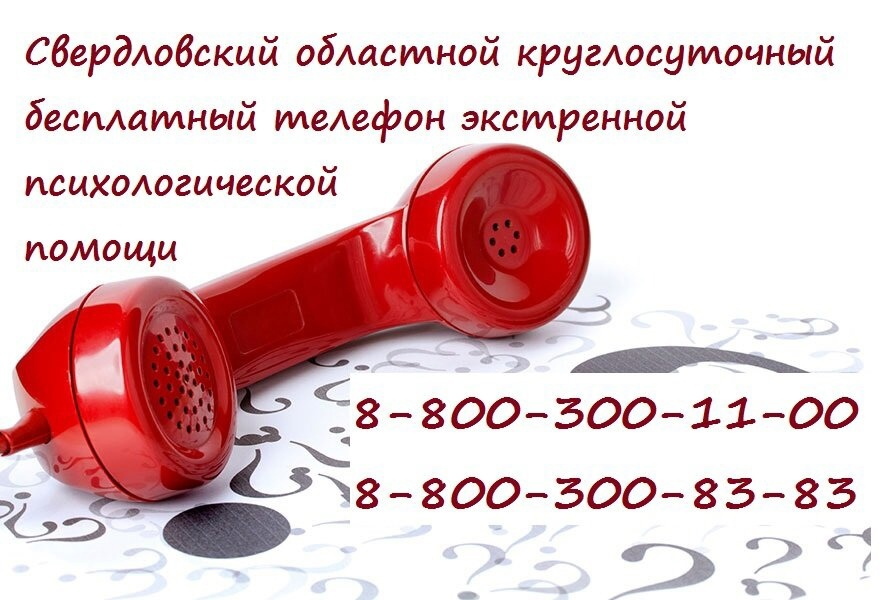 Свердловский областной круглосуточный
бесплатный телефон экстренной
психологической
помощи
8-800-300-11-00
8-800-300-83-83